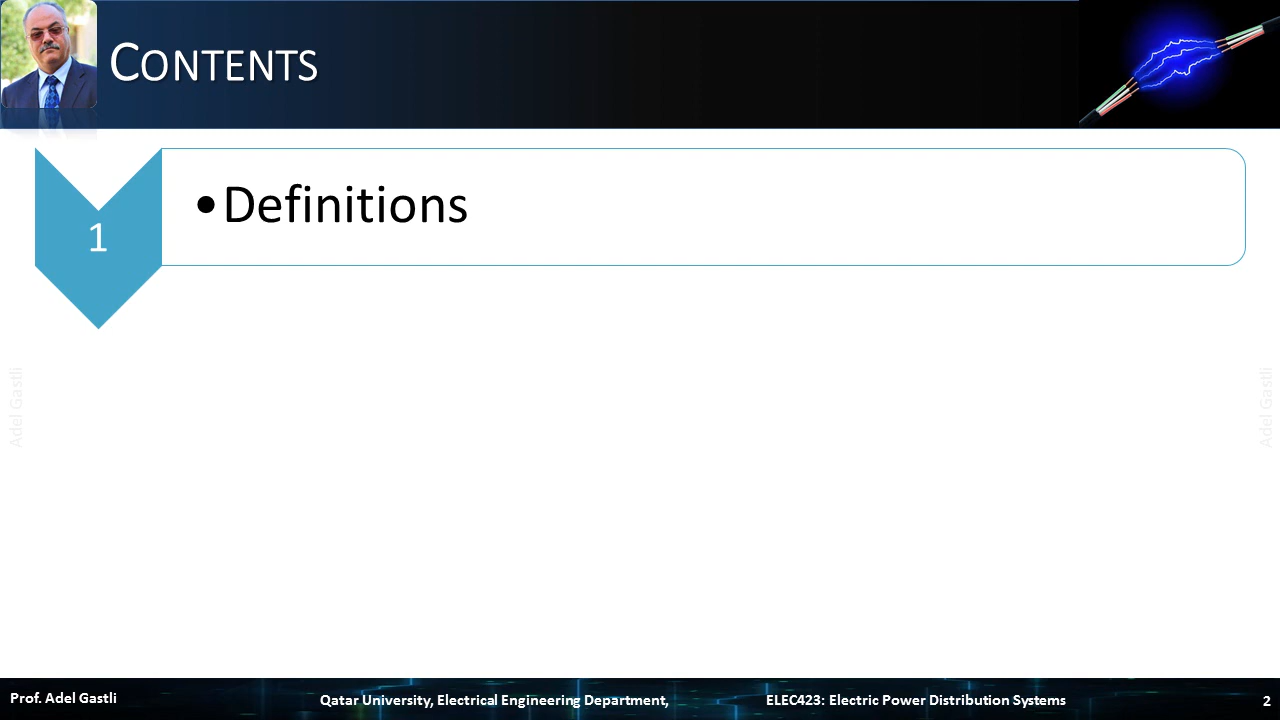 CONTENTS
1
•Definitions
Adel Gastli
Adel Gastli
Prof. Adel Gastli
Qatar University, Electrical Engineering Department,
ELEC423: Electric Power Distribution Systems
2